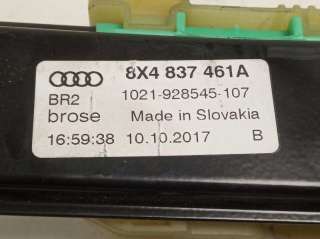 8X4 837 461A
BR2 1021-928545-107
brose Made in Slovakia
16:59:38 10.10.2017 B